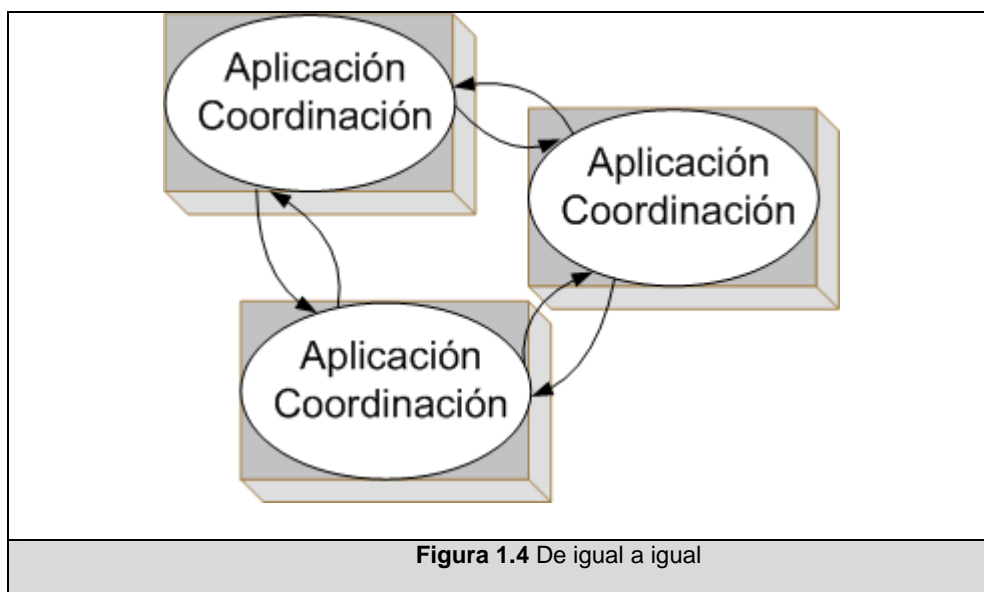 Aplicación
Coordinación
Aplicación
Coordinación
Aplicación
Coordinación
Figura 1.4 De igual a igual